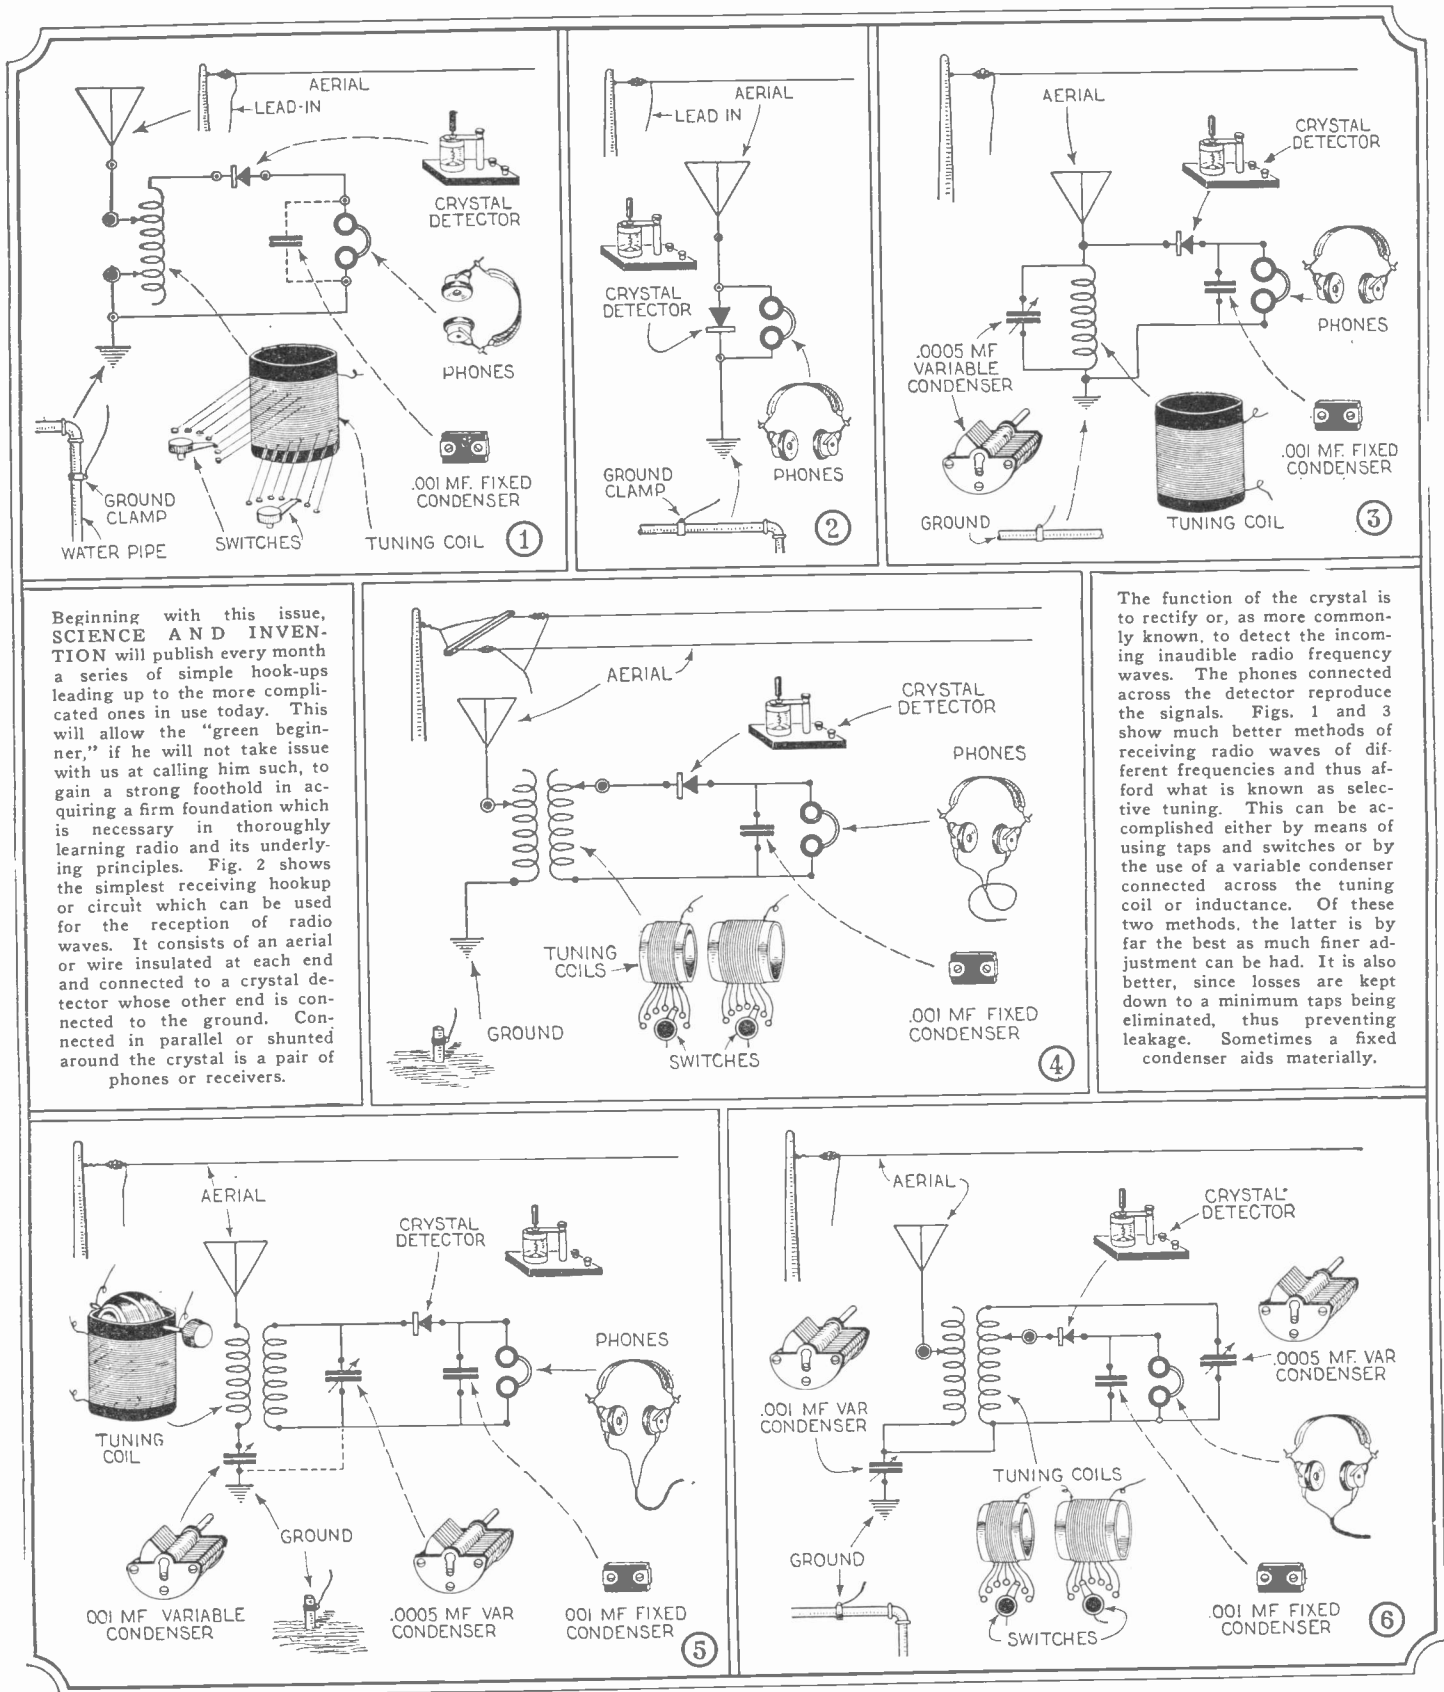 AERIAL
LEAD-IN
CRYSTAL
DETECTOR
PHONES
.001 MF. FIXED
CONDENSER
GROUND
CLAMP
WATER PIPE
SWITCHES
TUNING COIL
1
AERIAL
LEAD IN
CRYSTAL
DETECTOR
PHONES
GROUND
CLAMP
2
AERIAL
CRYSTAL
DETECTOR
PHONES
.0005 MF
VARIABLE
CONDENSER
.001 MF. FIXED
CONDENSER
GROUND
TUNING COIL
3
Beginning with this issue,
SCIENCE AND INVEN-
TION will publish every month
a series of simple hook-ups
leading up to the more compli-
cated ones in use today. This
will allow the "green begin-
ner," if he will not take issue
with us at calling him such, to
gain a strong foothold in ac-
quiring a firm foundation which
is necessary in thoroughly
learning radio and its underly-
ing principles. Fig. 2 shows
the simplest receiving hookup
or circuit which can be used
for the reception of radio
waves. It consists of an aerial
or wire insulated at each end
and connected to a crystal de-
tector whose other end is con-
nected to the ground. Con-
nected in parallel or shunted
around the crystal is a pair of
phones or receivers.
AERIAL
CRYSTAL
DETECTOR
PHONES
TUNING
COILS
GROUND
SWITCHES
.001 MF FIXED
CONDENSER
4
The function of the crystal is
to rectify or, as more common-
ly known, to detect the incom-
ing inaudible radio frequency
waves. The phones connected
across the detector reproduce
the signals. Figs. 1 and 3
show much better methods of
receiving radio waves of dif-
ferent frequencies and thus af-
ford what is known as selec-
tive tuning. This can be ac-
complished either by means of
using taps and switches or by
the use of a variable condenser
connected across the tuning
coil or inductance. Of these
two methods, the latter is by
far the best as much finer ad-
justment can be had. It is also
better, since losses are kept
down to a minimum taps being
eliminated, thus preventing
leakage. Sometimes a fixed
condenser aids materially.
AERIAL
CRYSTAL
DETECTOR
PHONES
TUNING
COIL
GROUND
001 MF VARIABLE
CONDENSER
.0005 MF VAR
CONDENSER
001 MF FIXED
CONDENSER
5
AERIAL
CRYSTAL
DETECTOR
.0005 MF. VAR
CONDENSER
.001 MF VAR
CONDENSER
TUNING COILS
GROUND
SWITCHES
.001 MF FIXED
CONDENSER
6